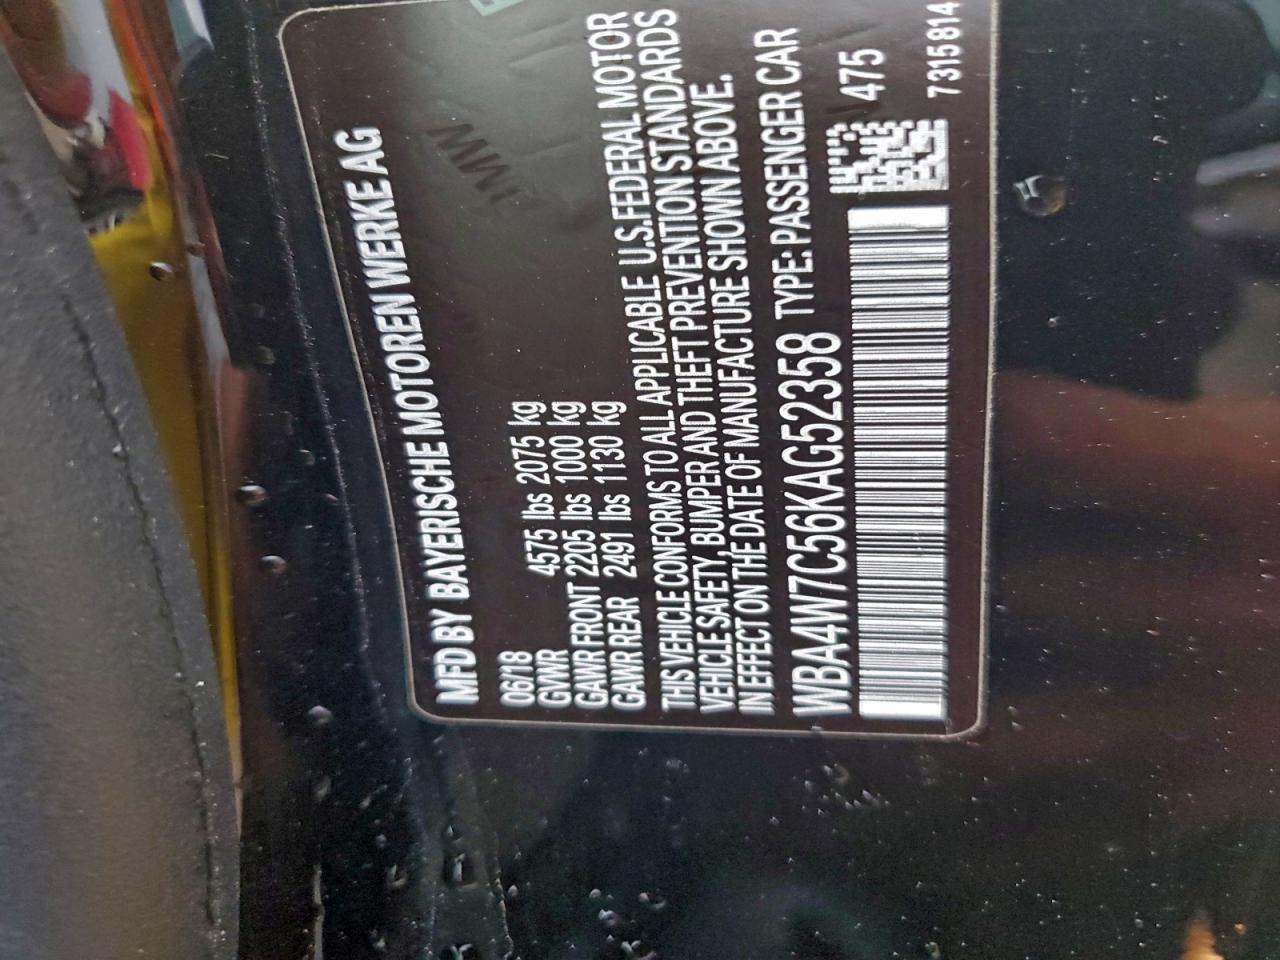 MFD BY BAYERISCHE MOTOREN WERKE AG
06/18
GVWR 4575 lbs 2075 kg
GAWR FRONT 2205 lbs 1000 kg
GAWR REAR 2491 lbs 1130 kg
THIS VEHICLE CONFORMS TO ALL APPLICABLE U.S.FEDERAL MOTOR
VEHICLE SAFETY, BUMPER AND THEFT PREVENTION STANDARDS
IN EFFECT ON THE DATE OF MANUFACTURE SHOWN ABOVE.
WBA4W7C56KAG52358 TYPE: PASSENGER CAR
475
7315814